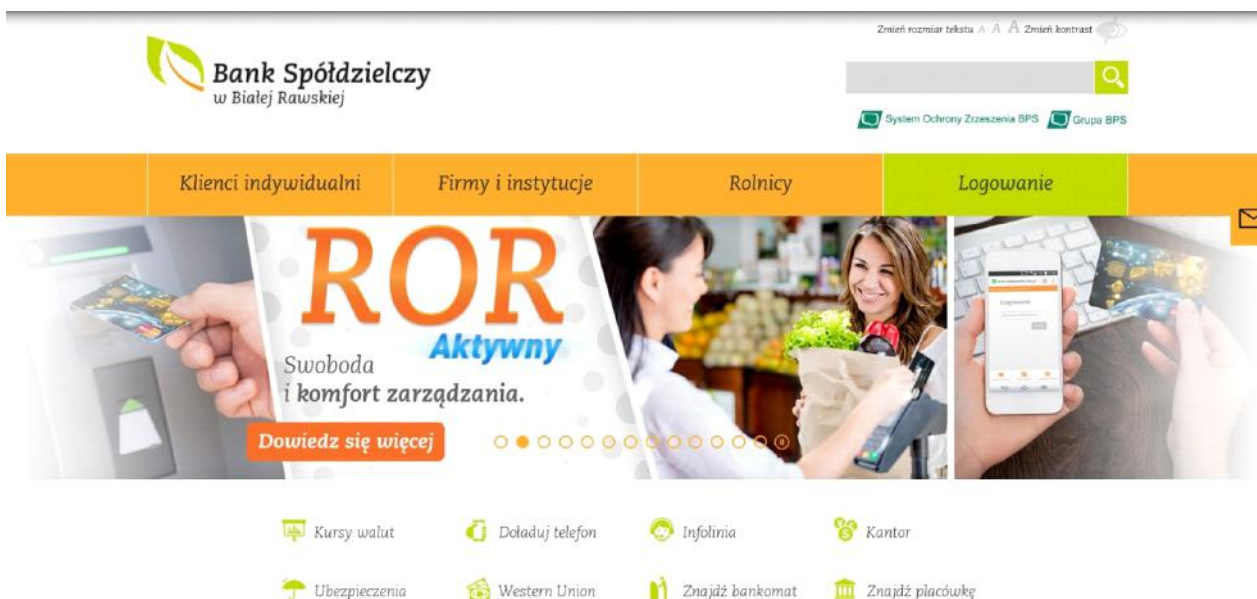 Zmień rozmiar tekstu A A A Zmień kontrast
Bank Spółdzielczy
w Białej Rawskiej
System Ochrony Zrzeszenia BPS Grupa BPS
Klienci indywidualni Firmy i instytucje Rolnicy Logowanie
ROR
Aktywny
Swoboda
i komfort zarządzania.
Dowiedz się więcej
Logowanie
Kursy walut Doładuj telefon Infolinia Kantor
Ubezpieczenia Western Union Znajdź bankomat Znajdź placówkę